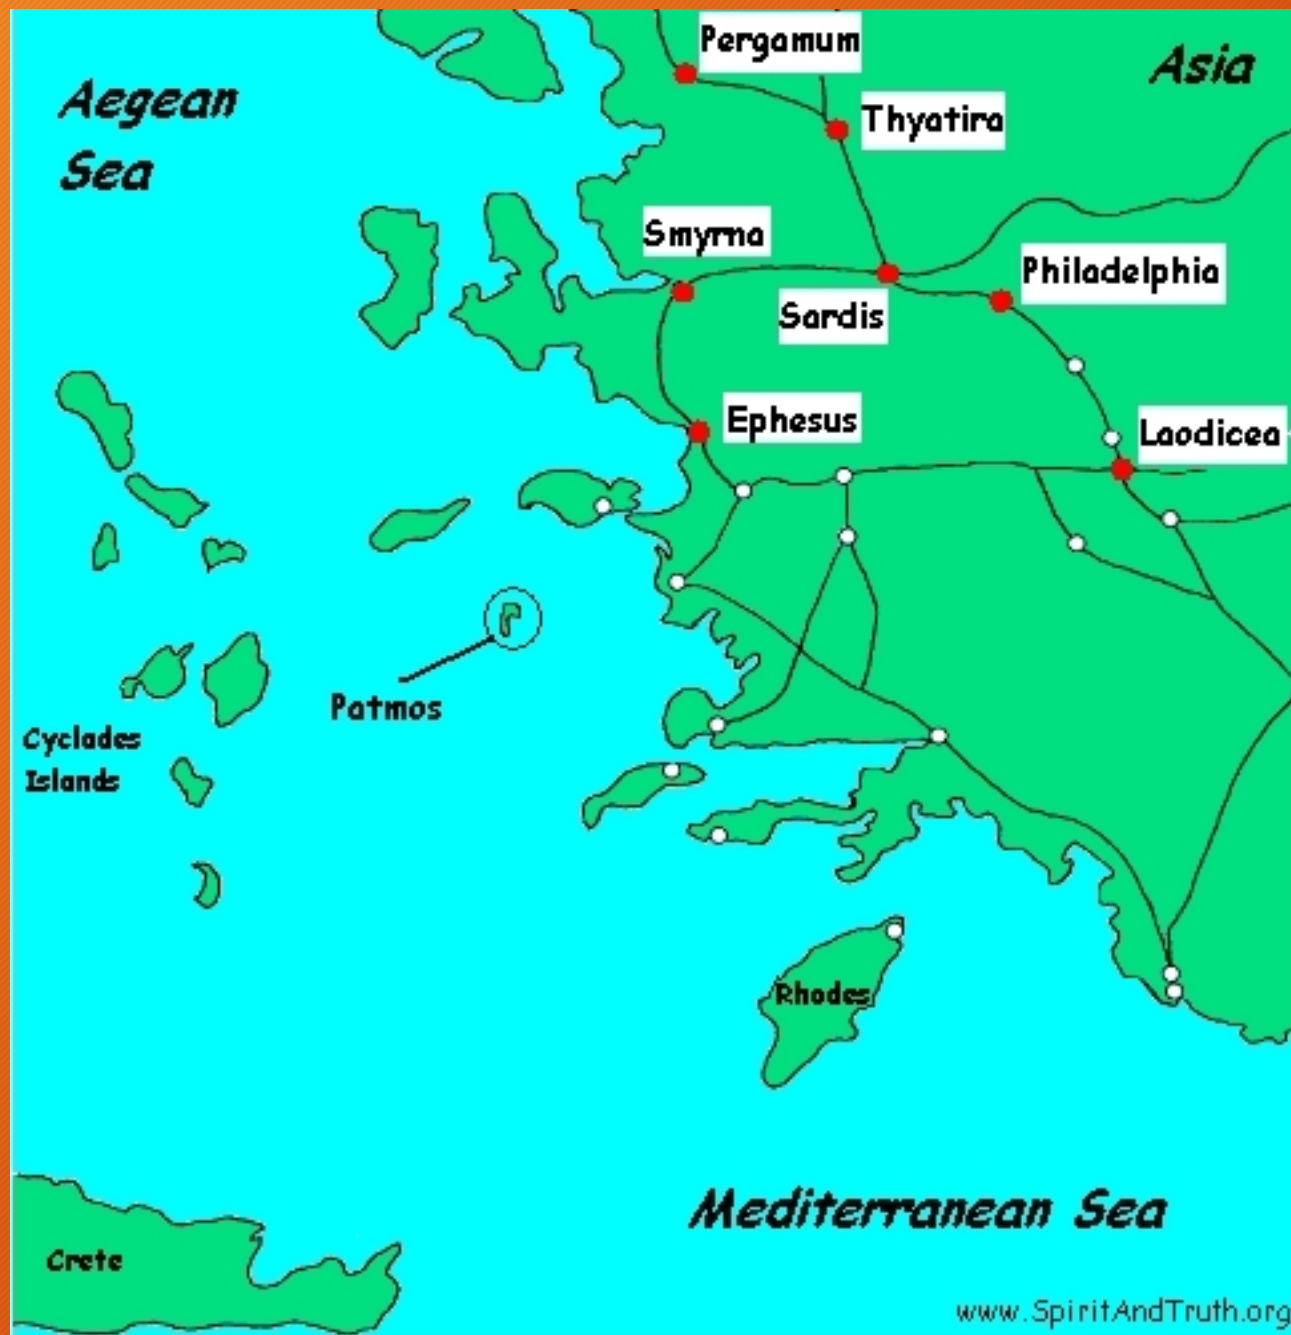 Pergamum
Asia
Aegean
Sea
Thyatira
Smyrna
Philadelphia
Sardis
Ephesus
Laodicea
Patmos
Cyclades
Islands
Rhodes
Mediterranean Sea
Crete
www.SpiritAndTruth.org